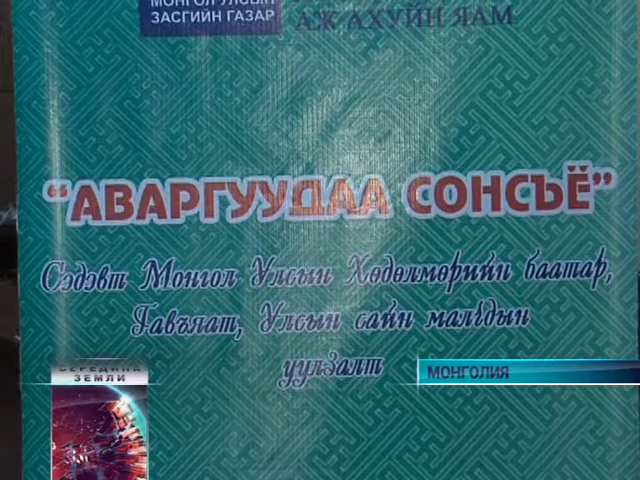 МОНГОЛ УЛСЫН
ЗАСГИЙН ГАЗАР
АЖ АХУЙН ЯАМ
“АВАРГУУДАА СОНСЪЁ”
Сэдэвт Монгол Улсын Хөдөлмөрийн баатар,
Гавъяат, Улсын сайн малчдын
уулзалт
МОНГОЛИЯ
СЕРЕДИНА
ЗЕМЛИ